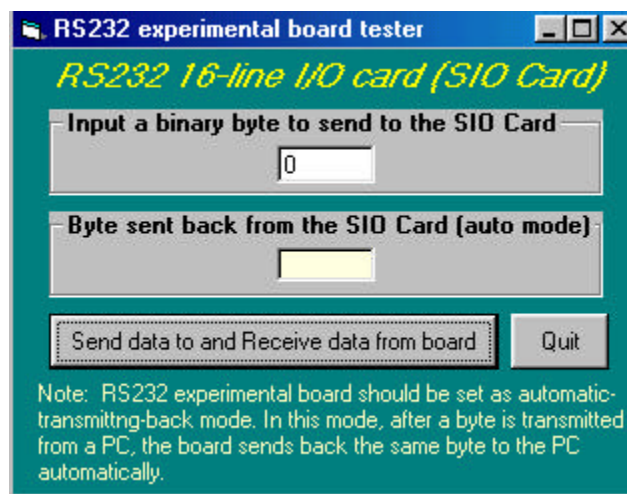 RS232 experimental board tester
RS232 16-line I/O card (SIO Card)
Input a binary byte to send to the SIO Card
0
Byte sent back from the SIO Card (auto mode)
Send data to and Receive data from board
Quit
Note: RS232 experimental board should be set as automatic-
transmittng-back mode. In this mode, after a byte is transmitted
from a PC, the board sends back the same byte to the PC
automatically.